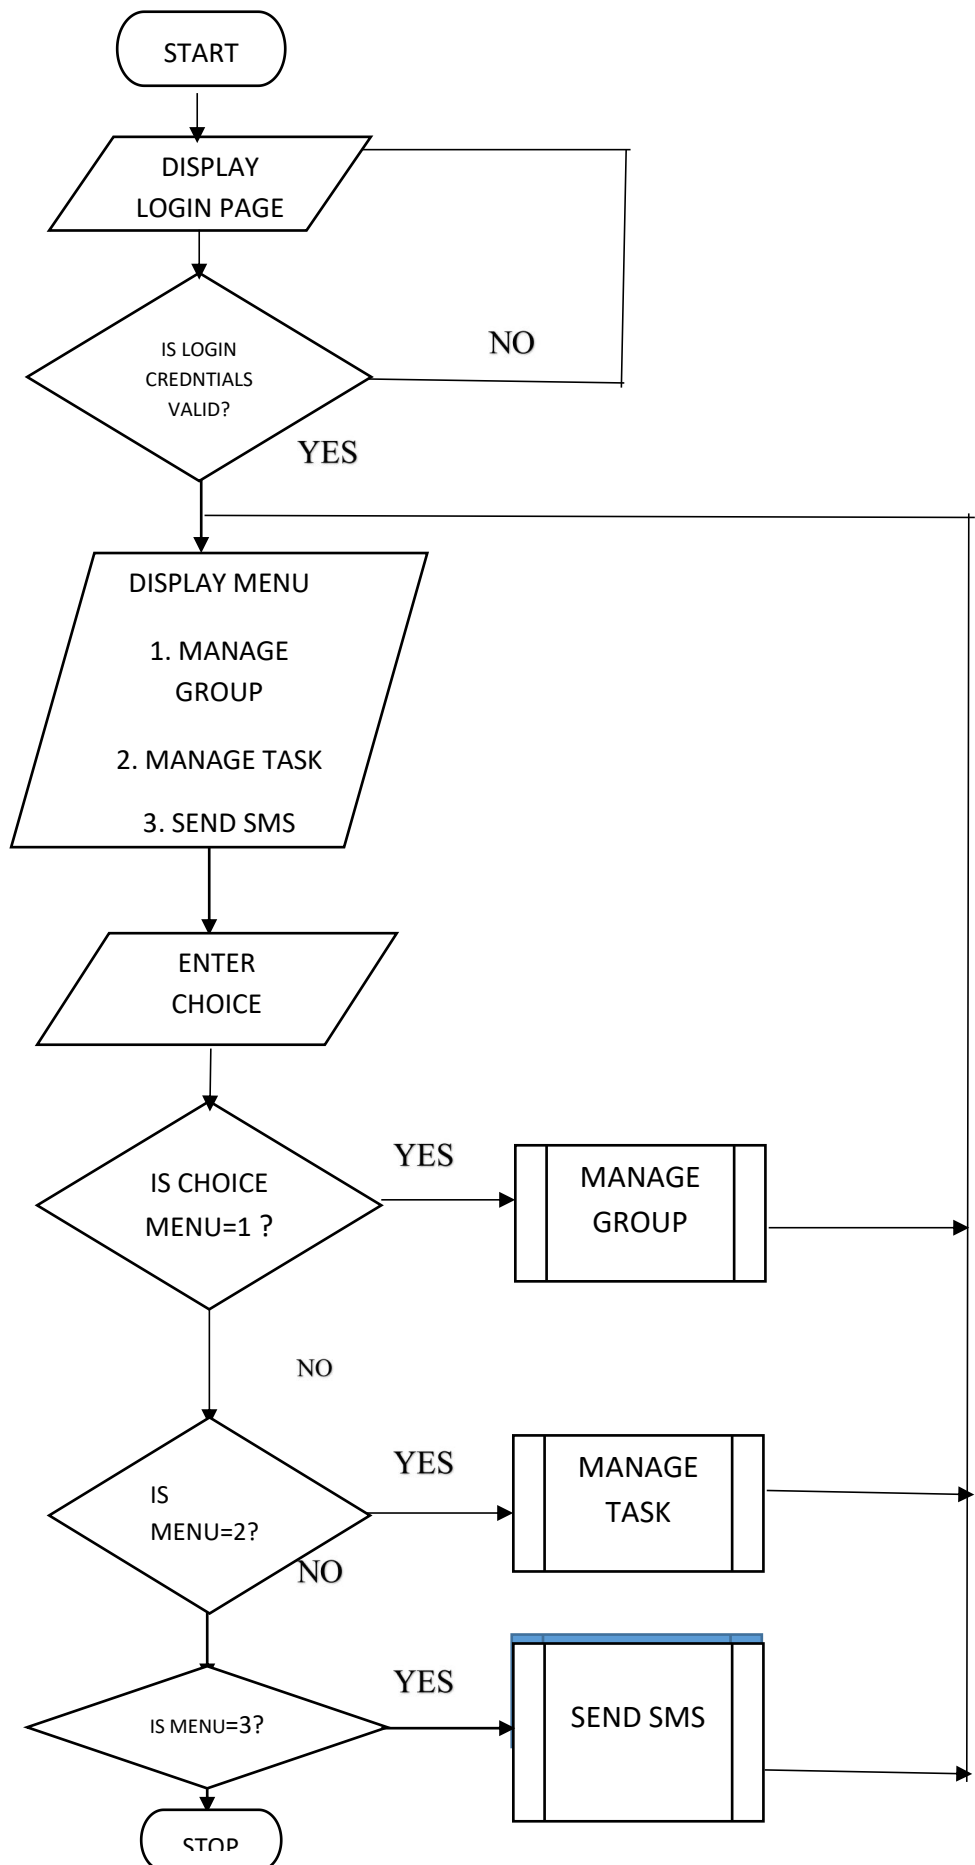 START
DISPLAY
LOGIN PAGE
IS LOGIN
CREDNTIALS
VALID?
NO
YES
DISPLAY MENU
1. MANAGE
GROUP
2. MANAGE TASK
3. SEND SMS
ENTER
CHOICE
IS CHOICE
MENU=1 ?
YES
MANAGE
GROUP
NO
IS
MENU=2?
YES
MANAGE
TASK
NO
IS MENU=3?
YES
SEND SMS
STOP